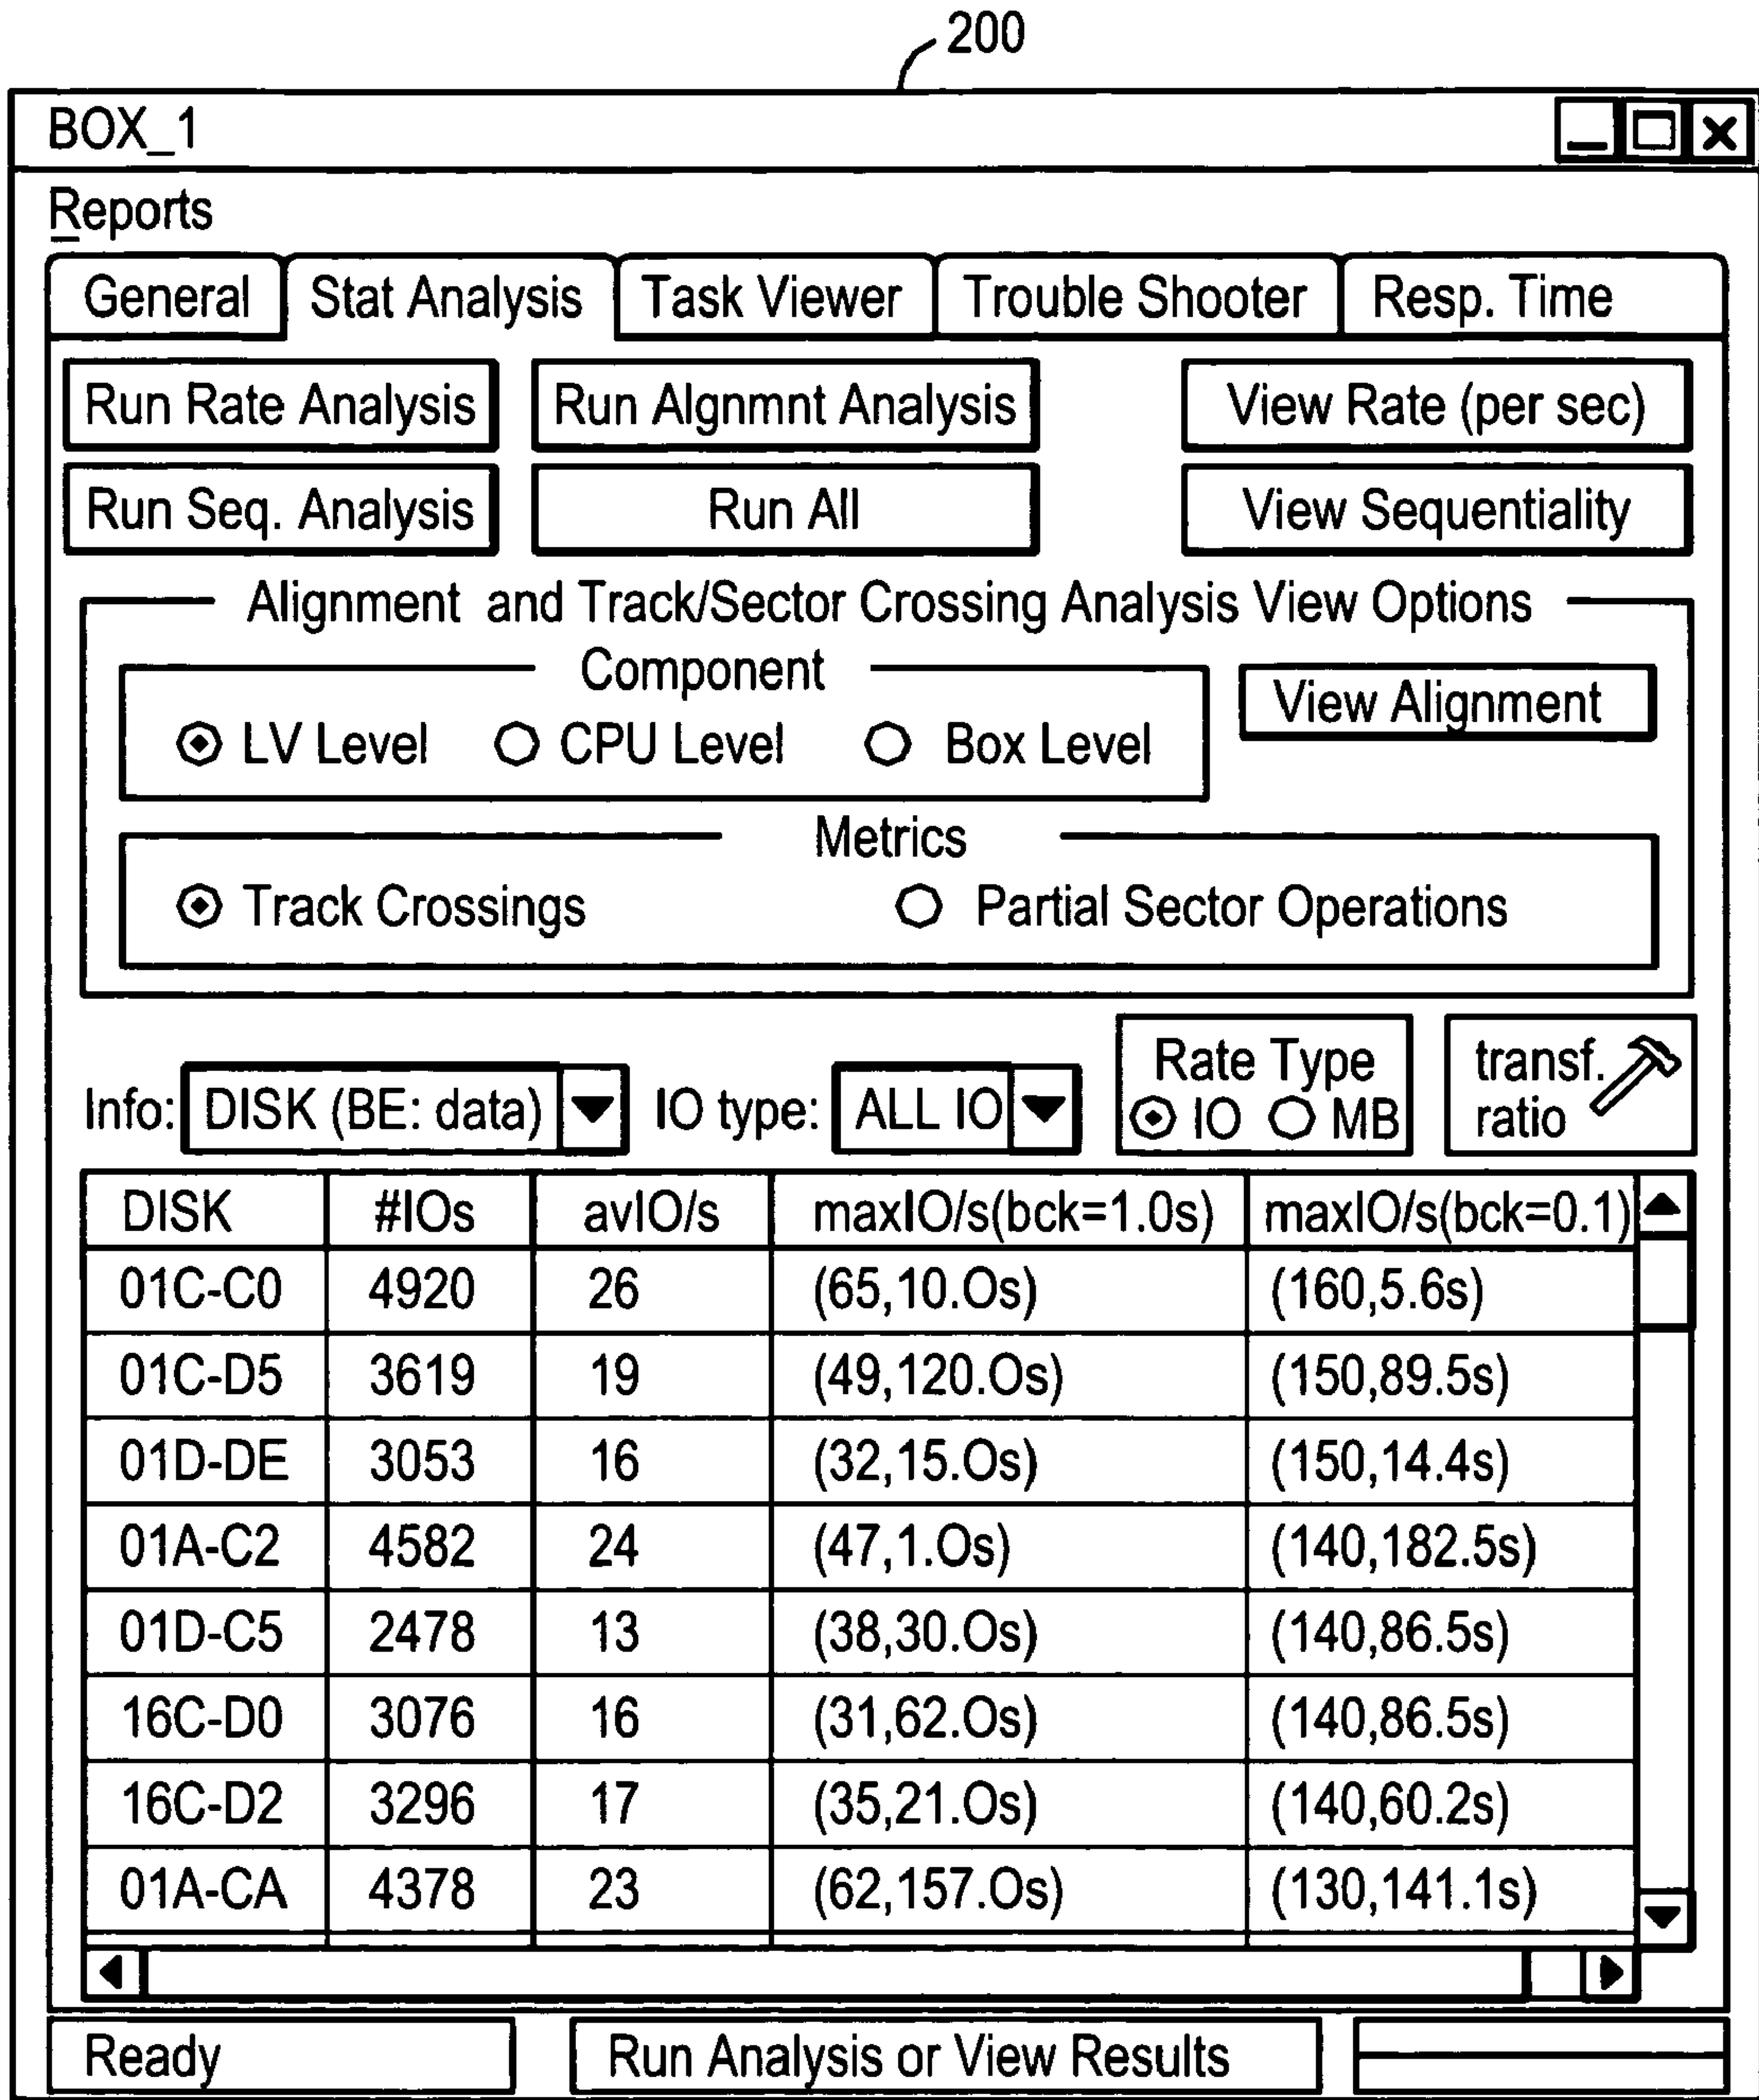 200
BOX_1
Reports
General Stat Analysis Task Viewer Trouble Shooter Resp. Time
Run Rate Analysis Run Algnmnt Analysis View Rate (per sec)
Run Seq. Analysis Run All View Sequentiality
Alignment and Track/Sector Crossing Analysis View Options
Component
View Alignment
LV Level CPU Level Box Level
Metrics
Track Crossings Partial Sector Operations
Rate Type transf.
Info: DISK (BE: data) IO type: ALL IO IO MB ratio
DISK #IOs avIO/s maxIO/s(bck=1.0s) maxIO/s(bck=0.1)
01C-C0 4920 26 (65,10.Os) (160,5.6s)
01C-D5 3619 19 (49,120.Os) (150,89.5s)
01D-DE 3053 16 (32,15.Os) (150,14.4s)
01A-C2 4582 24 (47,1.Os) (140,182.5s)
01D-C5 2478 13 (38,30.Os) (140,86.5s)
16C-D0 3076 16 (31,62.Os) (140,86.5s)
16C-D2 3296 17 (35,21.Os) (140,60.2s)
01A-CA 4378 23 (62,157.Os) (130,141.1s)
Ready Run Analysis or View Results